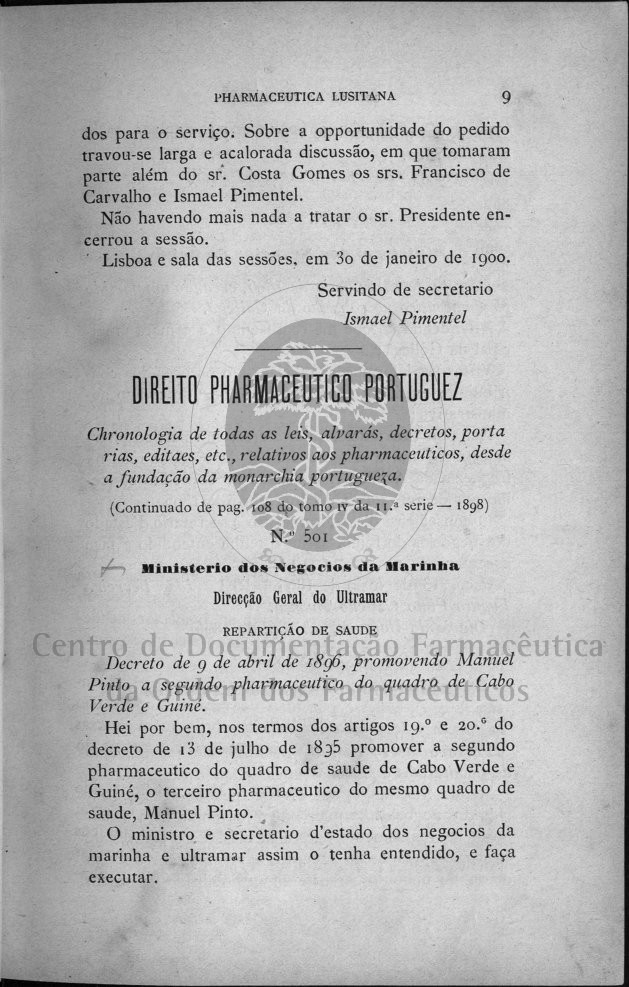 PHARMACEUTICA LUSITANA 9
dos para o serviço. Sobre a opportunidade do pedido
travou-se larga e acalorada discussão, em que tomaram
parte além do sr. Costa Gomes os srs. Francisco de
Carvalho e Ismael Pimentel.
Não havendo mais nada a tratar o sr. Presidente en-
cerrou a sessão.
Lisboa e sala das sessões, em 30 de janeiro de 1900.
Servindo de secretario
Ismael Pimentel
DIREITO PHARMACEUTICO PORTUGUEZ
Chronologia de todas as leis, alvarás, decretos, porta
rias, editaes, etc., relativos aos pharmaceuticos, desde
a fundação da monarchia portugueza.
(Continuado de pag. 108 do tomo IV da 11.ª serie — 1898)
N.º 501
Ministerio dos Negocios da Marinha
Direcção Geral do Ultramar
REPARTIÇÃO DE SAUDE
Centro de Documentação Farmacêutica
Decreto de 9 de abril de 1896, promovendo Manuel
Pinto a segundo pharmaceutico do quadro de Cabo
da Ordem dos Farmacêuticos
Verde e Guiné.
Hei por bem, nos termos dos artigos 19.º e 20.º do
decreto de 13 de julho de 1895 promover a segundo
pharmaceutico do quadro de saude de Cabo Verde e
Guiné, o terceiro pharmaceutico do mesmo quadro de
saude, Manuel Pinto.
O ministro e secretario d'estado dos negocios da
marinha e ultramar assim o tenha entendido, e faça
executar.